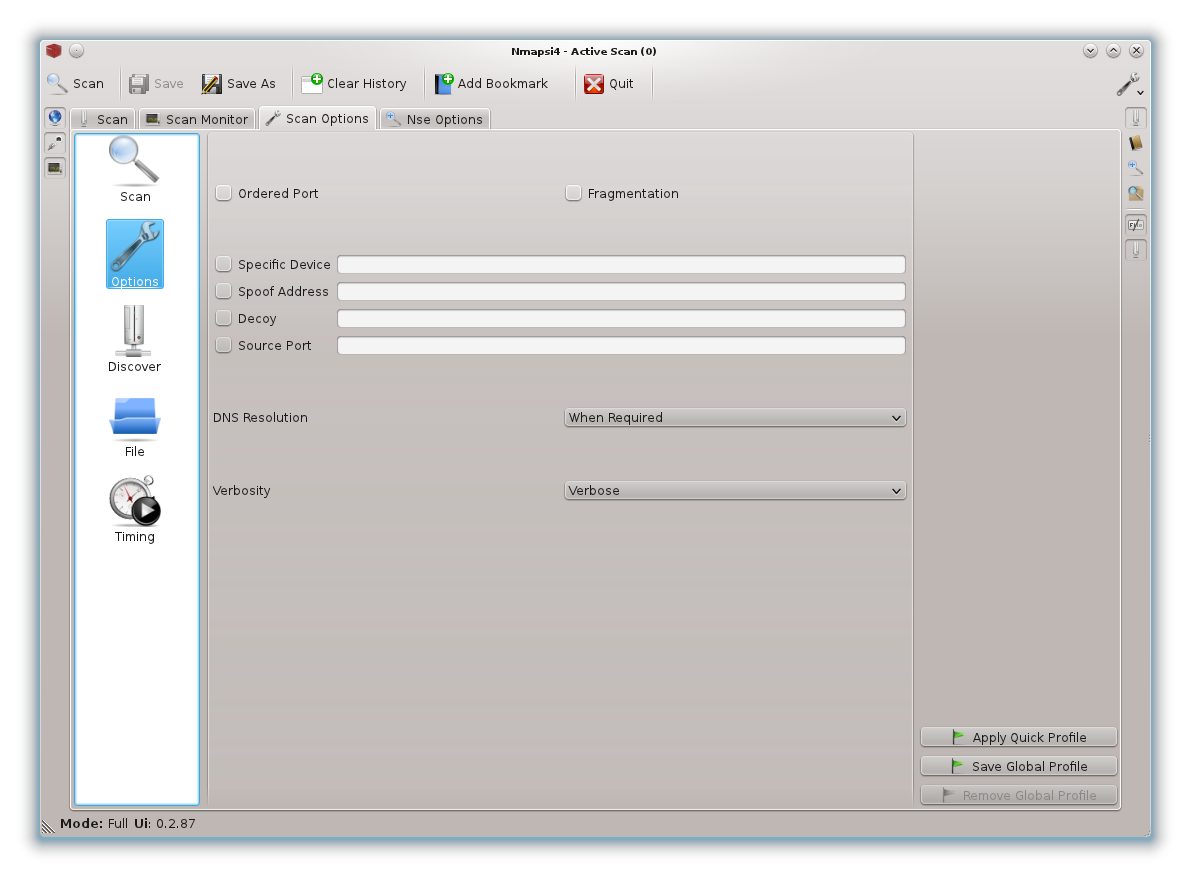 Nmapsi4 - Active Scan (0)
Scan Save Save As Clear History Add Bookmark Quit
Scan Scan Monitor Scan Options Nse Options
Scan
Options
Discover
File
Timing
Ordered Port Fragmentation
Specific Device
Spoof Address
Decoy
Source Port
DNS Resolution When Required
Verbosity Verbose
Apply Quick Profile
Save Global Profile
Remove Global Profile
Mode: Full Ui: 0.2.87